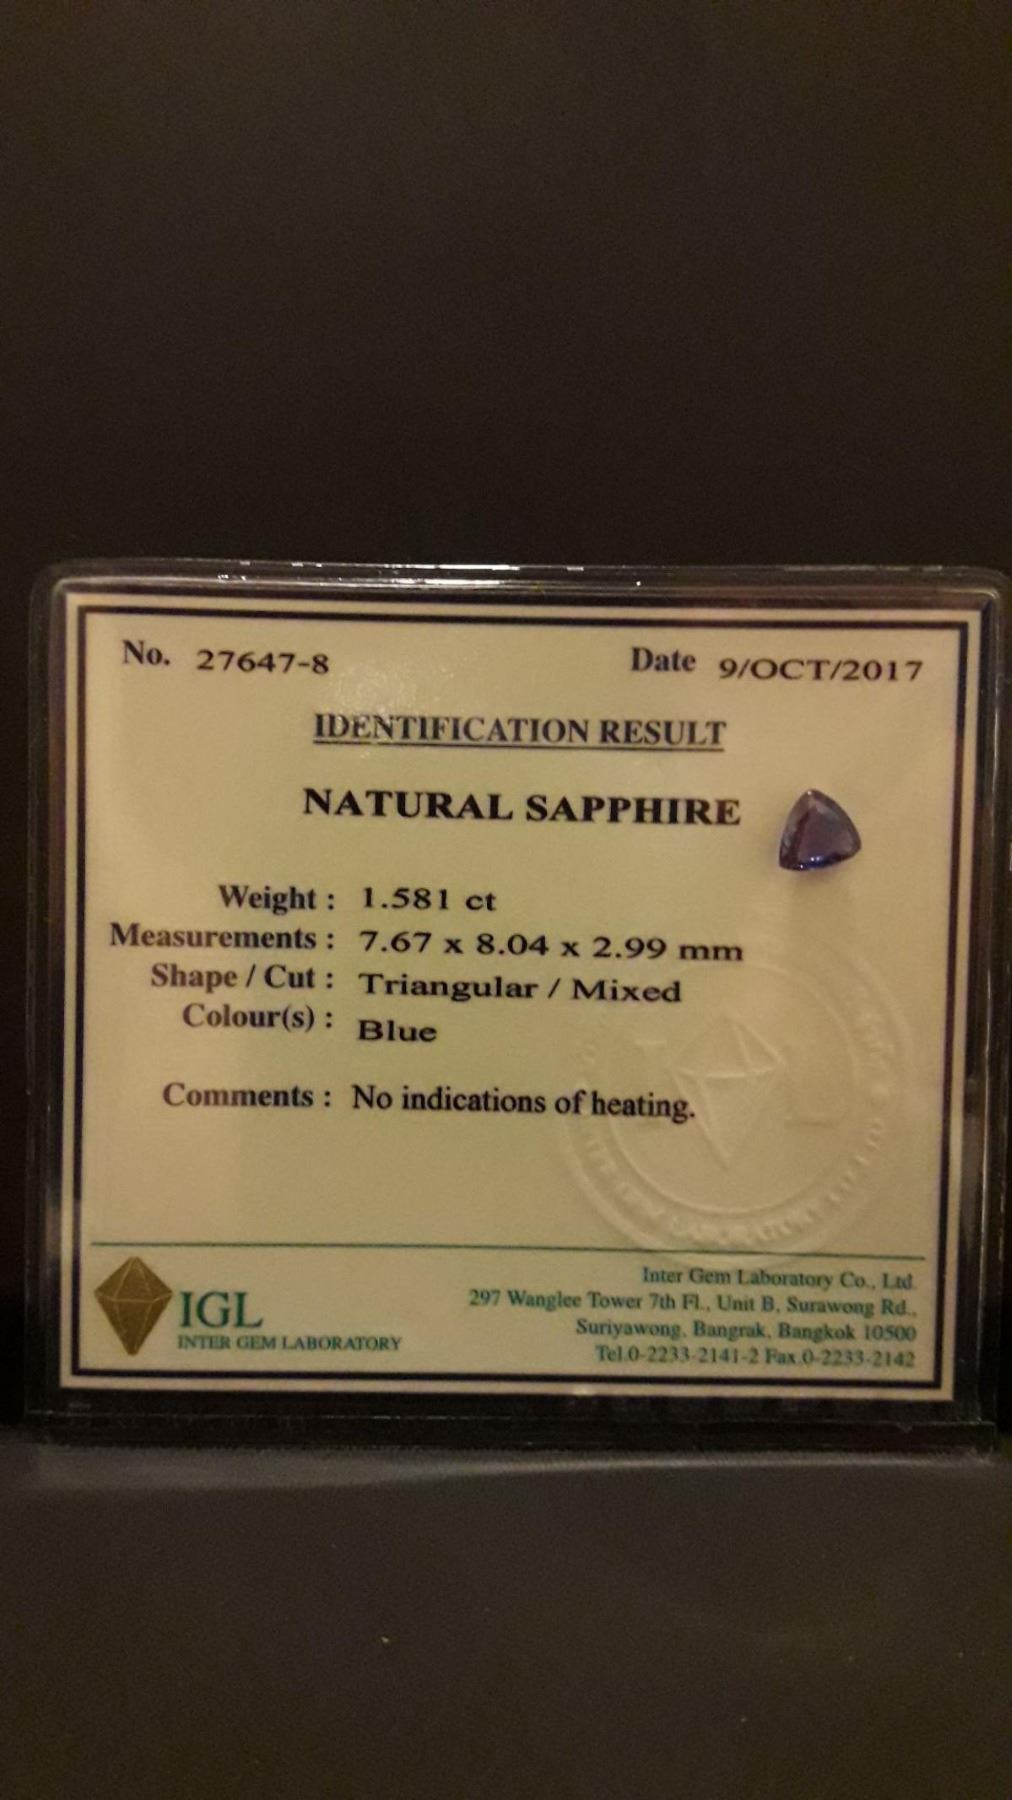 No. 27647-8 Date 9/OCT/2017
IDENTIFICATION RESULT
NATURAL SAPPHIRE
Weight : 1.581 ct
Measurements : 7.67 x 8.04 x 2.99 mm
Shape / Cut : Triangular / Mixed
Colour(s) : Blue
Comments : No indications of heating.
IGL
INTER GEM LABORATORY
Inter Gem Laboratory Co., Ltd.
297 Wanglee Tower 7th Fl., Unit B, Surawong Rd.,
Suriyawong, Bangrak, Bangkok 10500
Tel.0-2233-2141-2 Fax.0-2233-2142